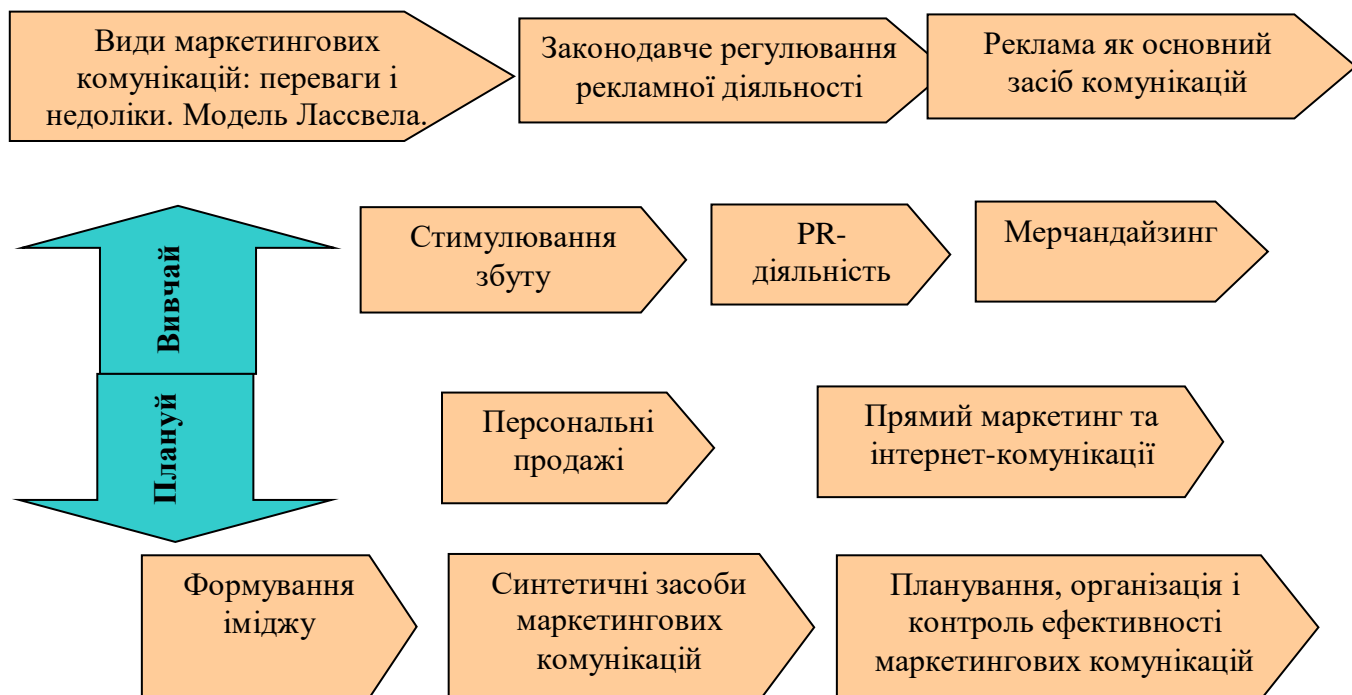 Види маркетингових
комунікацій: переваги і
недоліки. Модель Лассвела.
Законодавче регулювання
рекламної діяльності
Реклама як основний
засіб комунікацій
Вивчай
Стимулювання
збуту
PR-
діяльність
Мерчандайзинг
Плануй
Персональні
продажі
Прямий маркетинг та
інтернет-комунікації
Формування
іміджу
Синтетичні засоби
маркетингових
комунікацій
Планування, організація і
контроль ефективності
маркетингових комунікацій